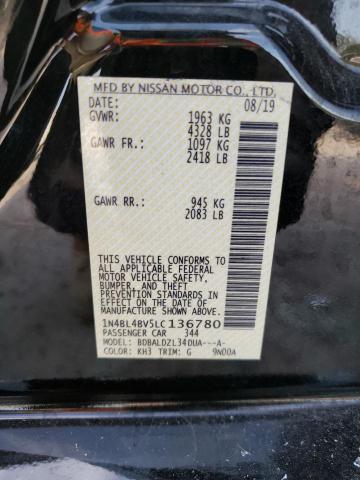 MFD BY NISSAN MOTOR CO., LTD.
DATE: 08/19
GVWR: 1963 KG
4328 LB
GAWR FR.: 1097 KG
2418 LB
GAWR RR.: 945 KG
2083 LB
THIS VEHICLE CONFORMS TO ALL
APPLICABLE U.S. FEDERAL
MOTOR VEHICLE SAFETY,
BUMPER, AND THEFT
PREVENTION STANDARDS
IN EFFECT ON THE DATE OF
MANUFACTURE SHOWN ABOVE.
1N4BL4BV5LC136780
PASSENGER CAR 344
MODEL: BDBALDZL34DUA---A-
COLOR: KH3 TRIM: G 9N00A